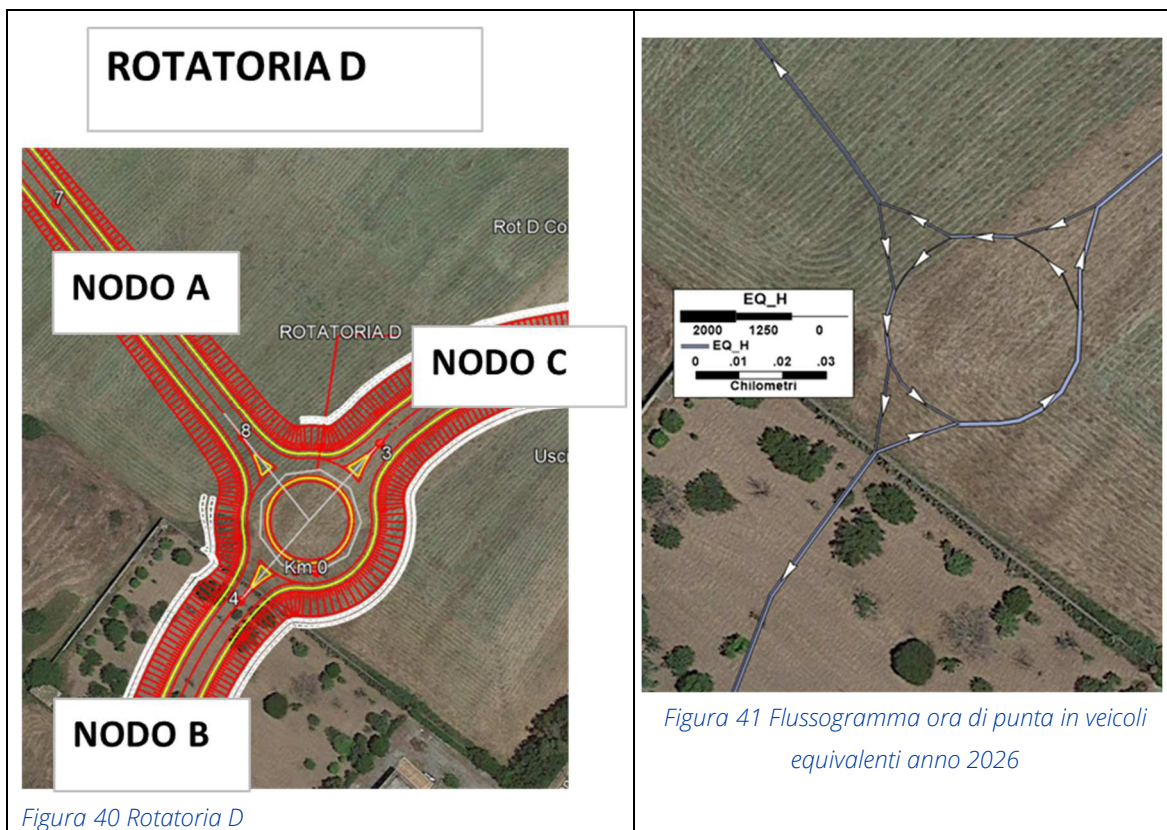 ROTATORIA D
7
Rot D Co
NODO A
ROTATORIA D
NODO C
8
3
Usci
Km 0
4
NODO B
Figura 40 Rotatoria D
EQ_H
2000 1250 0
EQ_H
0 .01 .02 .03
Chilometri
Figura 41 Flussogramma ora di punta in veicoli
equivalenti anno 2026